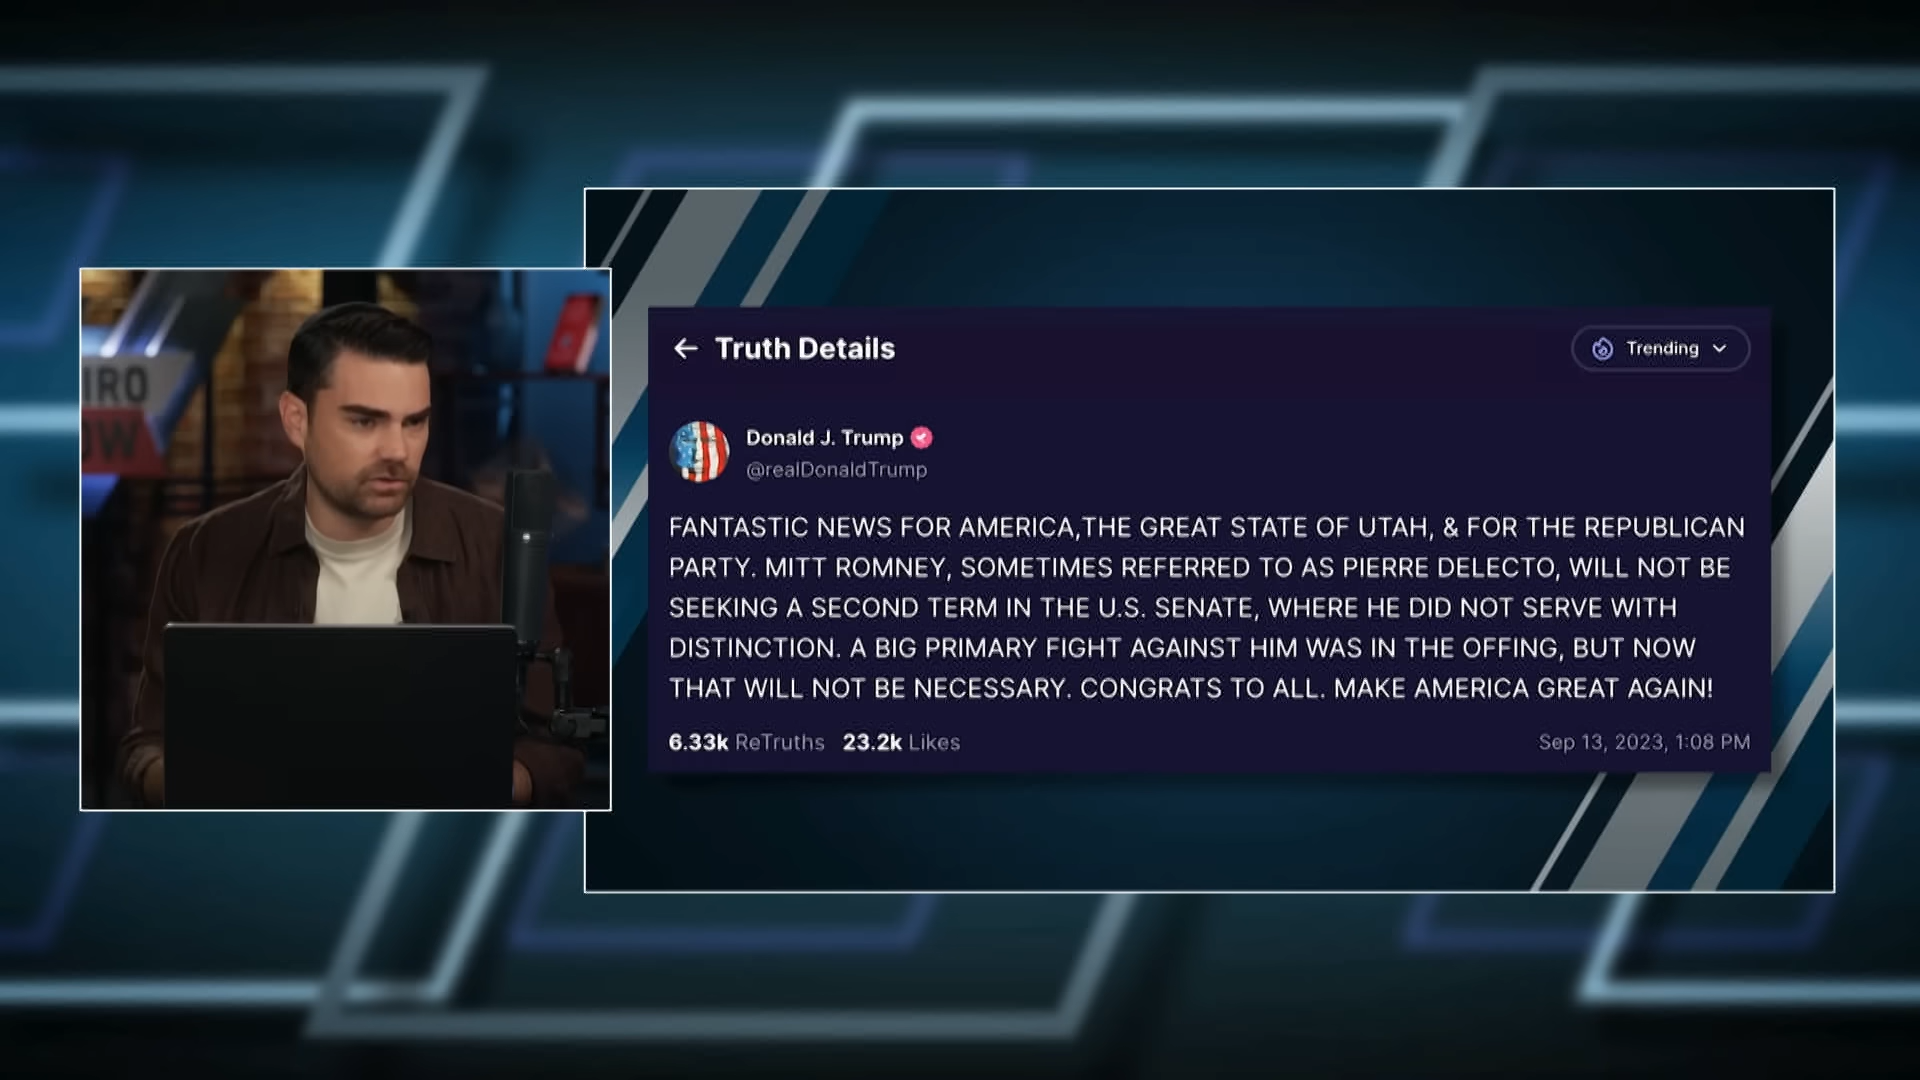 IRO
OW
Truth Details
Trending
Donald J. Trump
@realDonaldTrump
FANTASTIC NEWS FOR AMERICA,THE GREAT STATE OF UTAH, & FOR THE REPUBLICAN
PARTY. MITT ROMNEY, SOMETIMES REFERRED TO AS PIERRE DELECTO, WILL NOT BE
SEEKING A SECOND TERM IN THE U.S. SENATE, WHERE HE DID NOT SERVE WITH
DISTINCTION. A BIG PRIMARY FIGHT AGAINST HIM WAS IN THE OFFING, BUT NOW
THAT WILL NOT BE NECESSARY. CONGRATS TO ALL. MAKE AMERICA GREAT AGAIN!
6.33k ReTruths 23.2k Likes
Sep 13, 2023, 1:08 PM